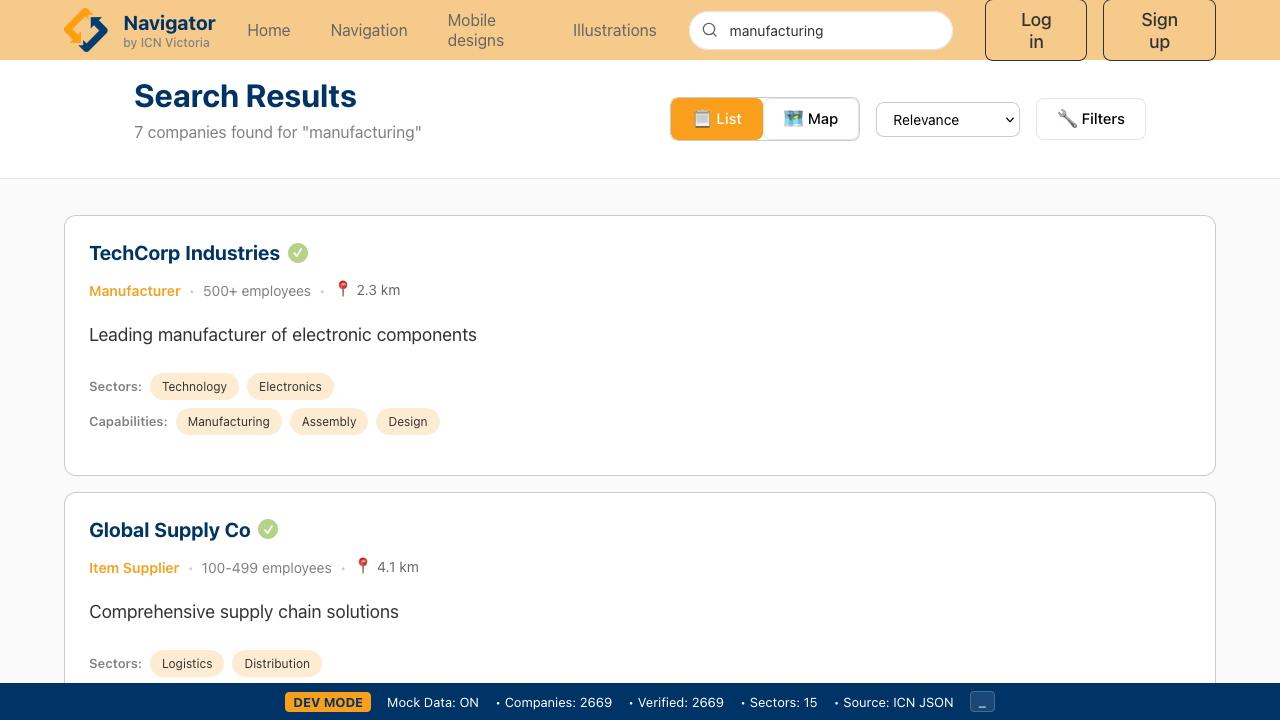 Navigator
by ICN Victoria
Home
Navigation
Mobile
designs
Illustrations
manufacturing
Log
in
Sign
up
Search Results
7 companies found for "manufacturing"
List
Map
Relevance
Filters
TechCorp Industries
Manufacturer • 500+ employees • 2.3 km
Leading manufacturer of electronic components
Sectors: Technology Electronics
Capabilities: Manufacturing Assembly Design
Global Supply Co
Item Supplier • 100-499 employees • 4.1 km
Comprehensive supply chain solutions
Sectors: Logistics Distribution
DEV MODE Mock Data: ON • Companies: 2669 • Verified: 2669 • Sectors: 15 • Source: ICN JSON _